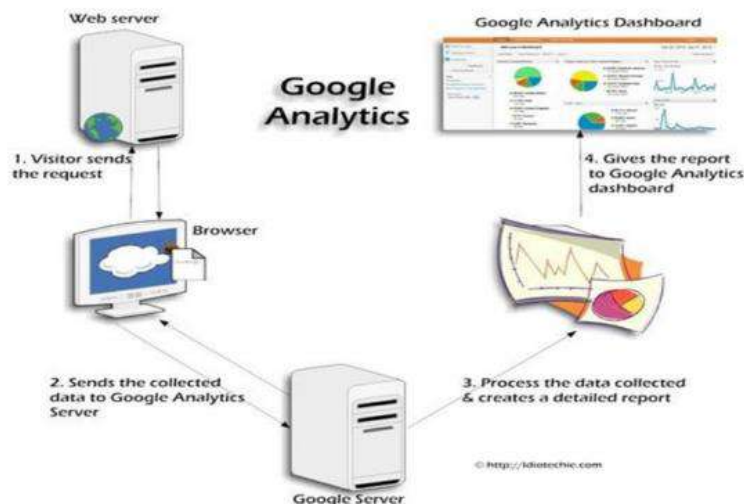 Web server
Google Analytics Dashboard
Google
Analytics
1. Visitor sends
the request
4. Gives the report
to Google Analytics
dashboard
Browser
2. Sends the collected
data to Google Analytics
Server
3. Process the data collected
& creates a detailed report
© http://Idiotechie.com
Google Server